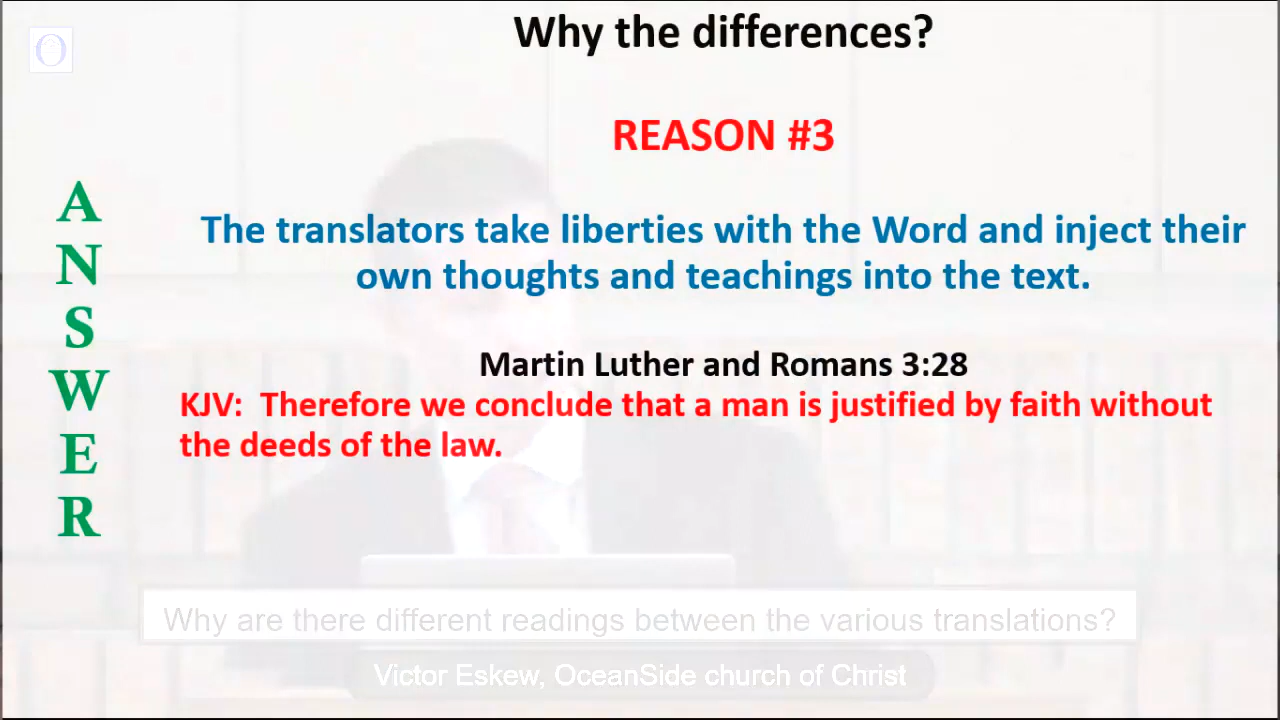 Why the differences?
REASON #3
The translators take liberties with the Word and inject their
own thoughts and teachings into the text.
Martin Luther and Romans 3:28
KJV: Therefore we conclude that a man is justified by faith without
the deeds of the law.
ANSWER
Why are there different readings between the various translations?
Victor Eskew, OceanSide church of Christ